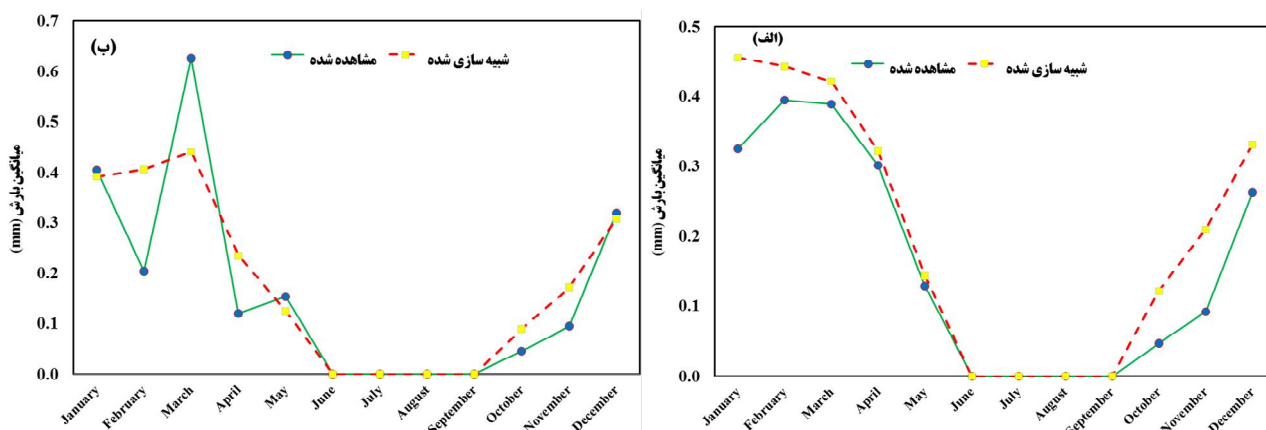 (الف)
مشاهده شده
شبیه سازی شده
میانگین بارش (mm)
0.5
0.4
0.3
0.2
0.1
0.0
January
February
March
April
May
June
July
August
September
October
November
December
(ب)
مشاهده شده
شبیه سازی شده
میانگین بارش (mm)
0.7
0.6
0.5
0.4
0.3
0.2
0.1
0.0
January
February
March
April
May
June
July
August
September
October
November
December